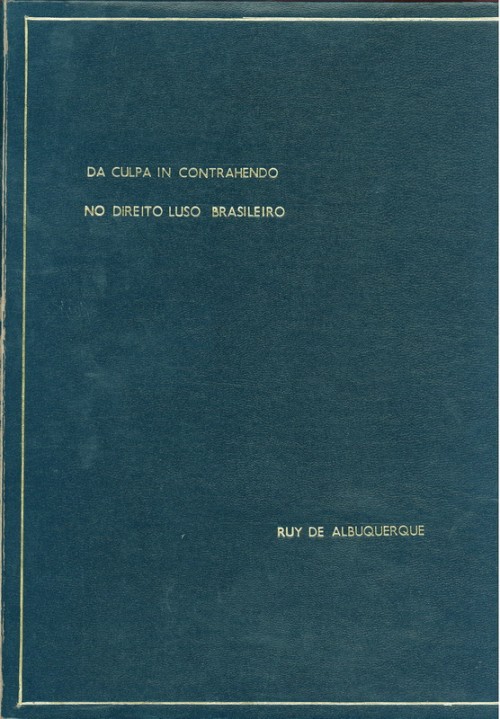 DA CULPA IN CONTRAHENDO
NO DIREITO LUSO BRASILEIRO
RUY DE ALBUQUERQUE